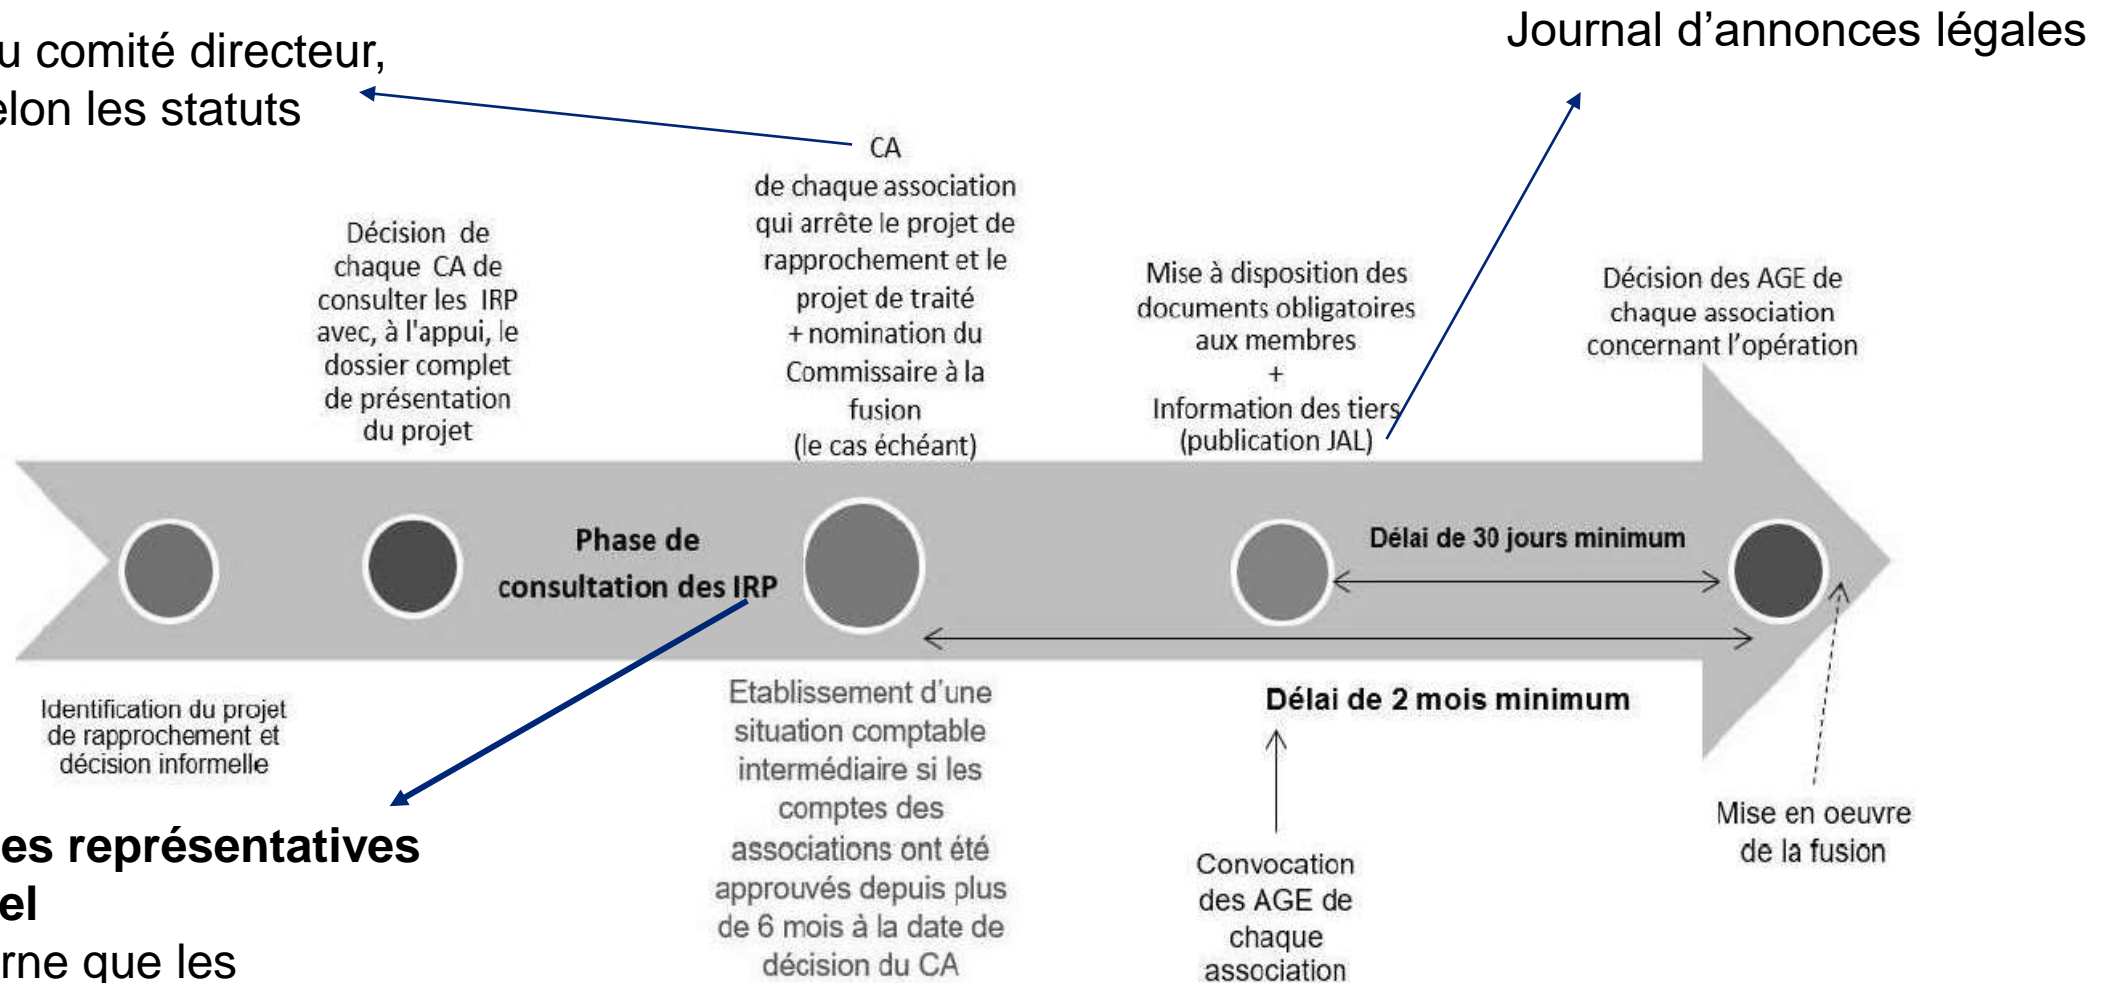 u comité directeur,
elon les statuts
Journal d’annonces légales
Décision de
chaque CA de
consulter les IRP
avec, à l'appui, le
dossier complet
de présentation
du projet
CA
de chaque association
qui arrête le projet de
rapprochement et le
projet de traité
+ nomination du
Commissaire à la
fusion
(le cas échéant)
Mise à disposition des
documents obligatoires
aux membres
+
Information des tiers
(publication JAL)
Décision des AGE de
chaque association
concernant l’opération
Phase de
consultation des IRP
Délai de 30 jours minimum
Identification du projet
de rapprochement et
décision informelle
Etablissement d’une
situation comptable
intermédiaire si les
comptes des
associations ont été
approuvés depuis plus
de 6 mois à la date de
décision du CA
Délai de 2 mois minimum
Convocation
des AGE de
chaque
association
Mise en oeuvre
de la fusion
es représentatives
el
rne que les